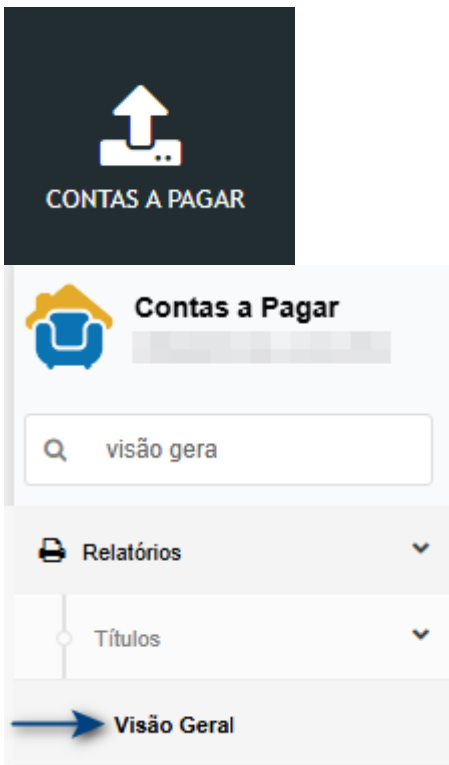 CONTAS A PAGAR
Contas a Pagar
visão gera
Relatórios
Títulos
Visão Geral